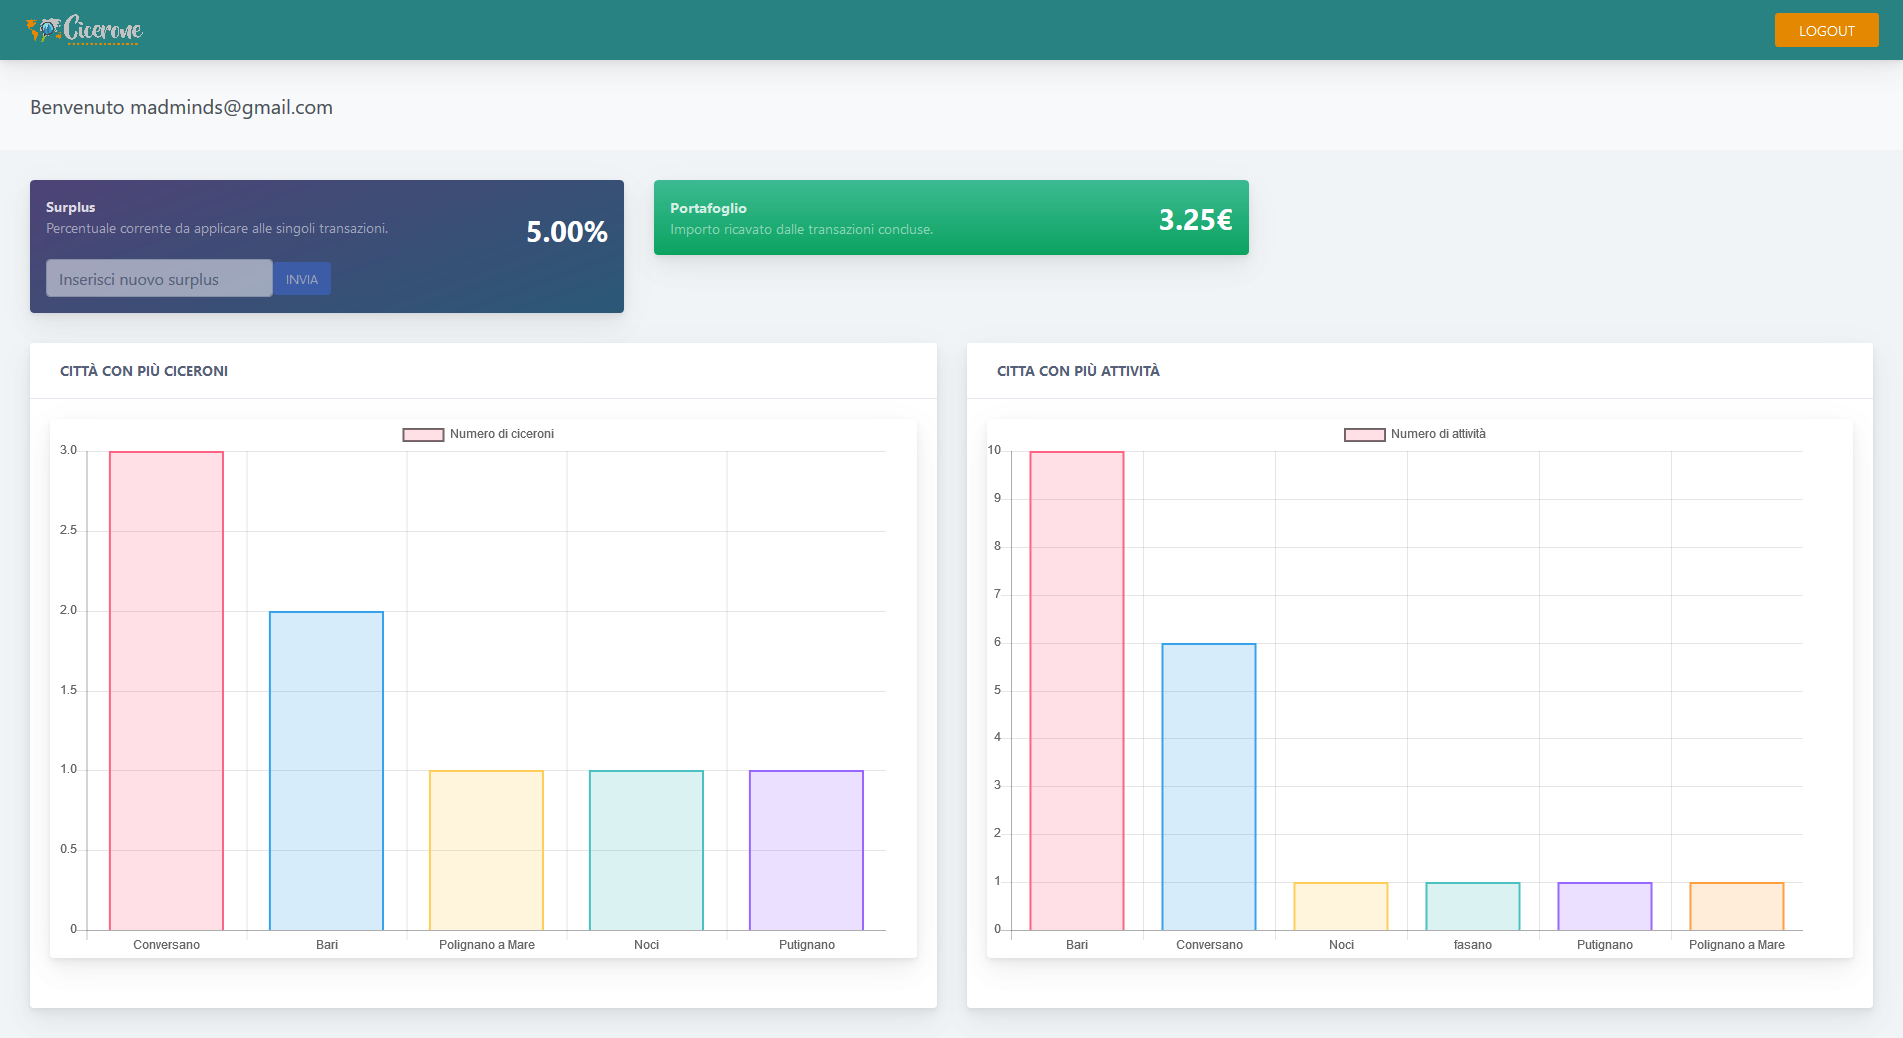 Cicerone
LOGOUT
Benvenuto madminds@gmail.com
Surplus
Percentuale corrente da applicare alle singoli transazioni.
5.00%
Inserisci nuovo surplus
INVIA
Portafoglio
Importo ricavato dalle transazioni concluse.
3.25€
CITTÀ CON PIÙ CICERONI
Numero di ciceroni
3.0
2.5
2.0
1.5
1.0
0.5
0
Conversano Bari Polignano a Mare Noci Putignano
CITTA CON PIÙ ATTIVITÀ
Numero di attività
10
9
8
7
6
5
4
3
2
1
0
Bari Conversano Noci fasano Putignano Polignano a Mare